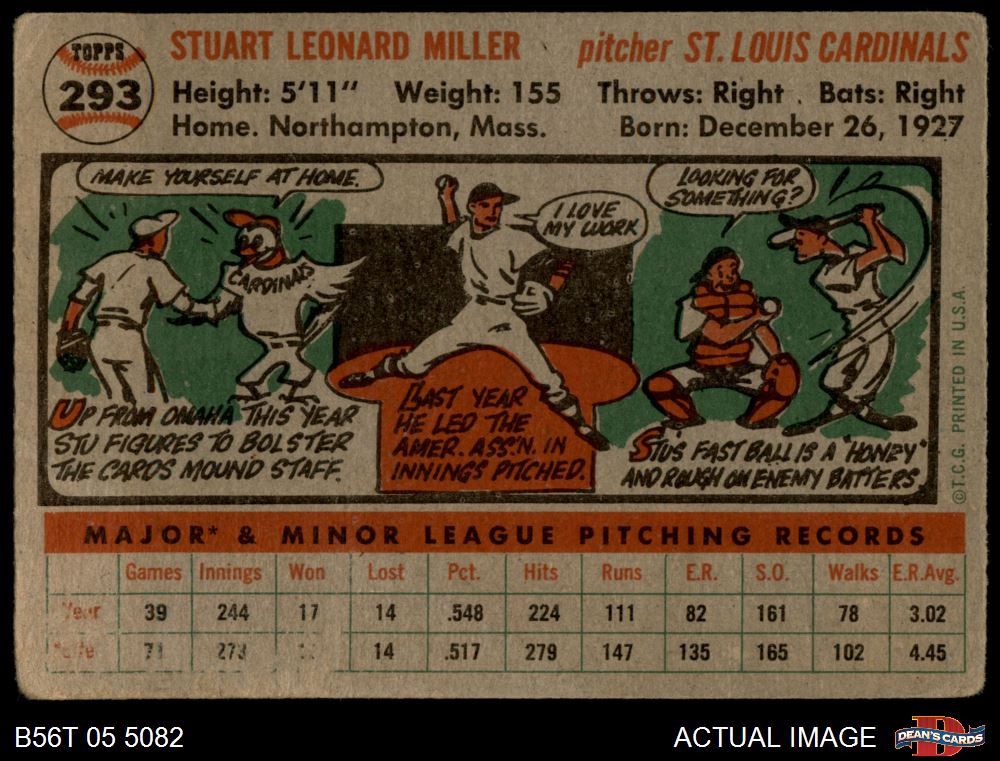 TOPPS
293
STUART LEONARD MILLER pitcher ST. LOUIS CARDINALS
Height: 5'11" Weight: 155 Throws: Right . Bats: Right
Home. Northampton, Mass. Born: December 26, 1927
MAKE YOURSELF AT HOME.
CARDINALS
UP FROM OMAHA THIS YEAR
STU FIGURES TO BOLSTER
THE CARDS MOUND STAFF.
I LOVE
MY WORK
LAST YEAR
HE LED THE
AMER. ASS'N. IN
INNINGS PITCHED.
LOOKING FOR
SOMETHING?
STU'S FAST BALL IS A "HONEY"
AND ROUGH ON ENEMY BATTERS.
©T.C.G. PRINTED IN U.S.A.
MAJOR* & MINOR LEAGUE PITCHING RECORDS
Games Innings Won Lost Pct. Hits Runs E.R. S.O. Walks E.R.Avg.
Year 39 244 17 14 .548 224 111 82 161 78 3.02
*Life 71 273 14 .517 279 147 135 165 102 4.45
B56T 05 5082 ACTUAL IMAGE DEAN'S CARDS